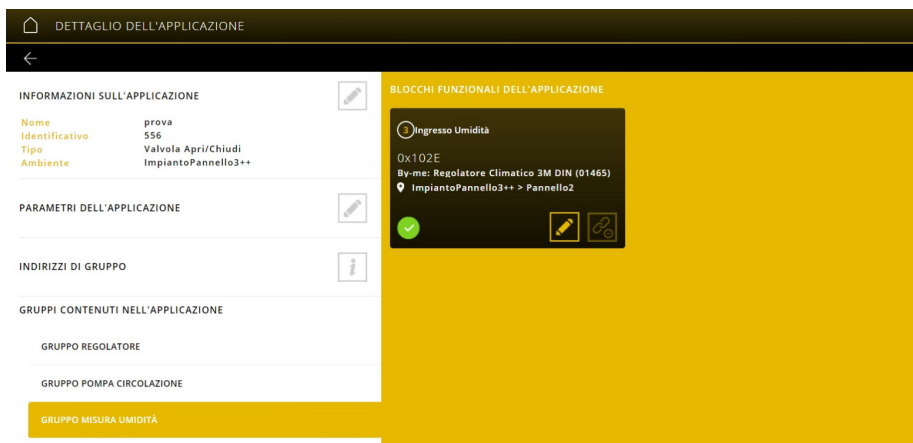 DETTAGLIO DELL'APPLICAZIONE
INFORMAZIONI SULL'APPLICAZIONE
Nome prova
Identificativo 556
Tipo Valvola Apri/Chiudi
Ambiente ImpiantoPannello3++
PARAMETRI DELL'APPLICAZIONE
INDIRIZZI DI GRUPPO
i
GRUPPI CONTENUTI NELL'APPLICAZIONE
GRUPPO REGOLATORE
GRUPPO POMPA CIRCOLAZIONE
GRUPPO MISURA UMIDITÀ
BLOCCHI FUNZIONALI DELL'APPLICAZIONE
3 Ingresso Umidità
0x102E
By-me: Regolatore Climatico 3M DIN (01465)
ImpiantoPannello3++ > Pannello2